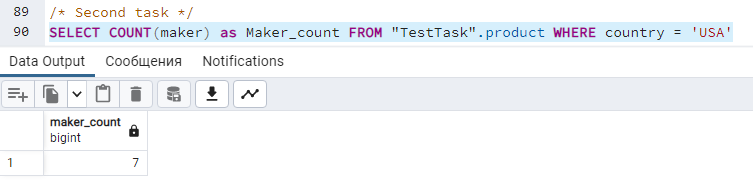 89 /* Second task */
90 SELECT COUNT(maker) as Maker_count FROM "TestTask".product WHERE country = 'USA'
Data Output Сообщения Notifications
maker_count
bigint
1 7